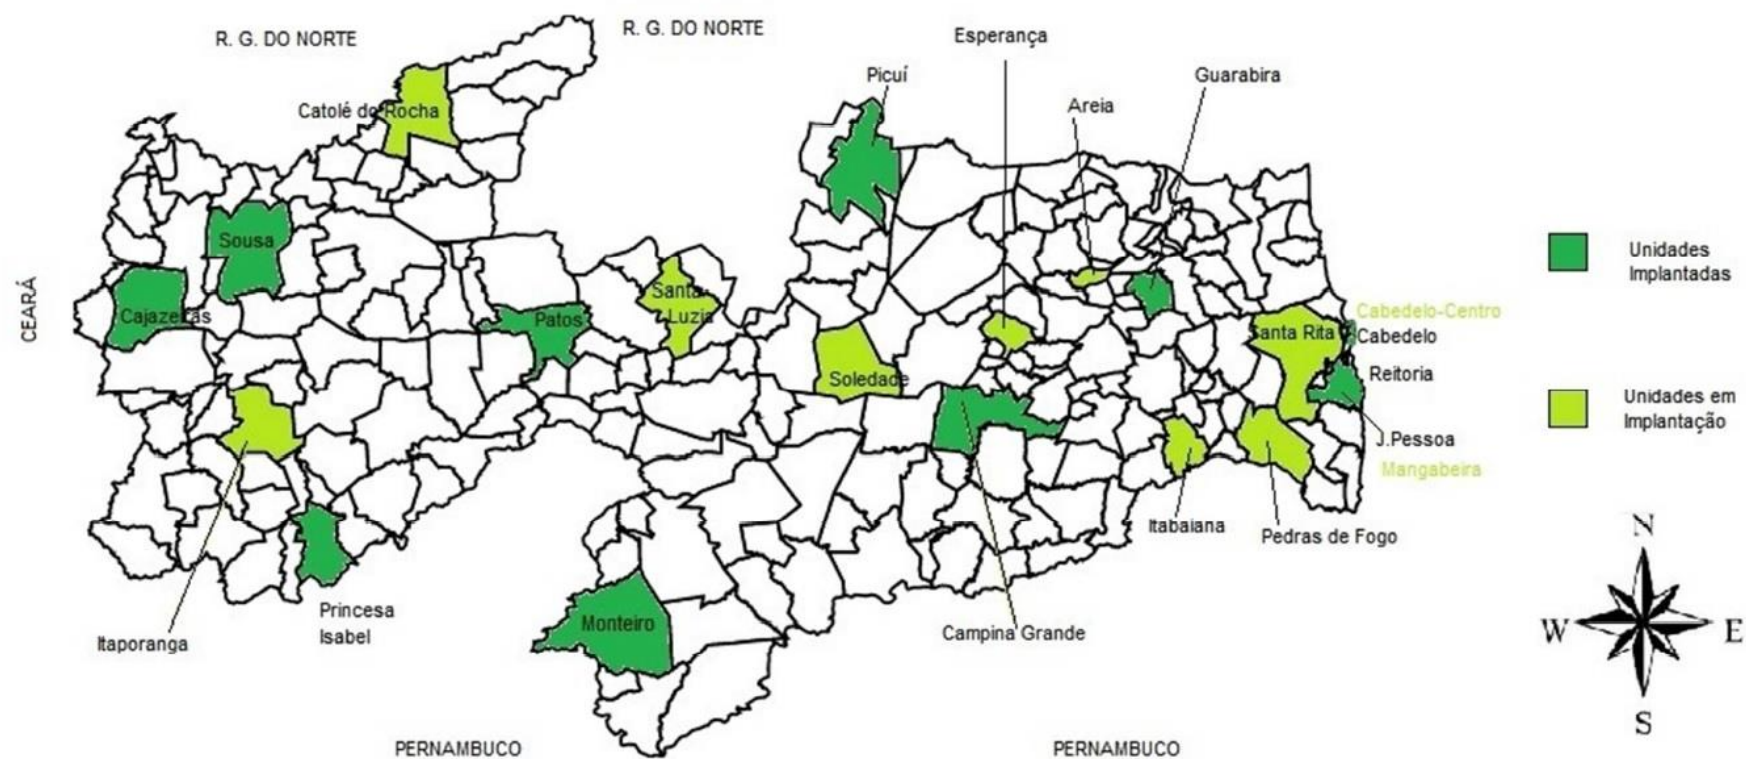 R. G. DO NORTE
R. G. DO NORTE
Esperança
Picuí
Guarabira
Areia
Catolé do Rocha
Sousa
Unidades
Implantadas
CEARÁ
Cajazeiras
Patos
Santa
Luzia
Cabedelo-Centro
Santa Rita
Cabedelo
Soledade
Reitoria
Unidades em
Implantação
J.Pessoa
Mangabeira
Itabaiana
Pedras de Fogo
Princesa
Isabel
Itaporanga
Monteiro
Campina Grande
N
W
E
S
PERNAMBUCO
PERNAMBUCO